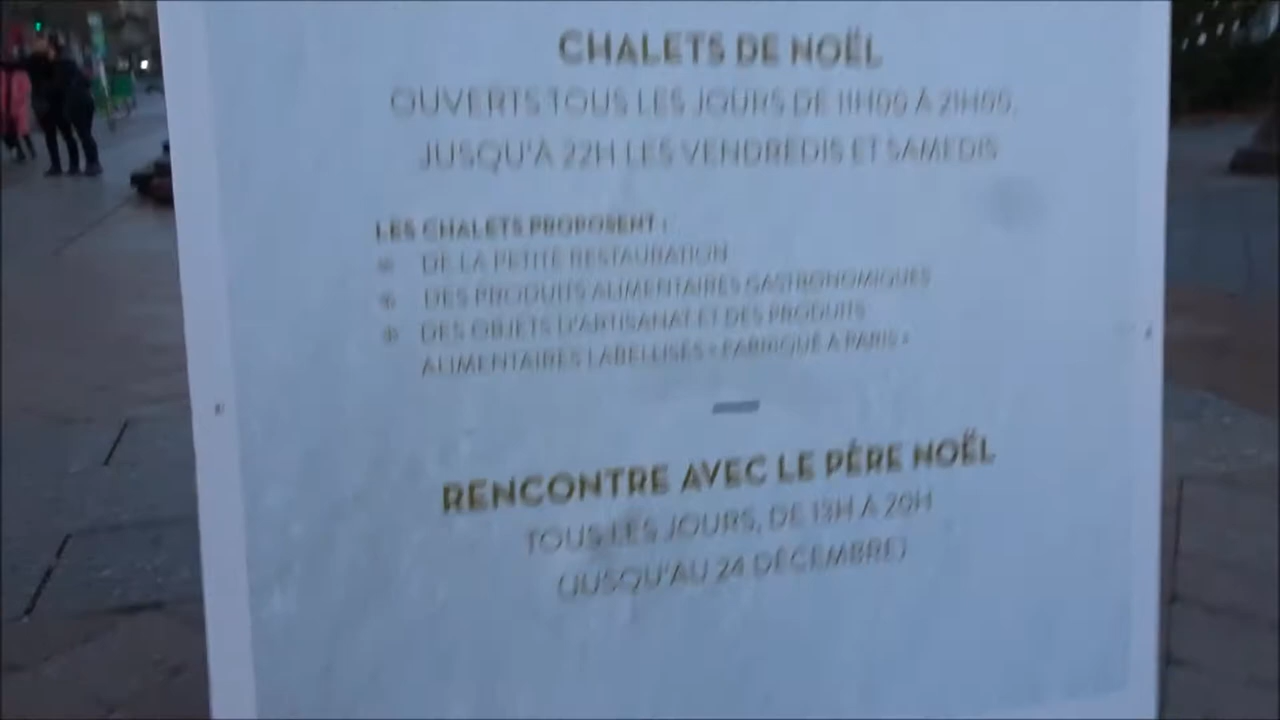 CHALETS DE NOËL
OUVERTS TOUS LES JOURS DE 11H00 À 21H00,
JUSQU'À 22H LES VENDREDIS ET SAMEDIS
LES CHALETS PROPOSENT :
DE LA PETITE RESTAURATION
DES PRODUITS ALIMENTAIRES GASTRONOMIQUES
DES OBJETS D'ARTISANAT ET DES PRODUITS
ALIMENTAIRES LABELLISÉS « FABRIQUÉ À PARIS »
RENCONTRE AVEC LE PÈRE NOËL
TOUS LES JOURS, DE 13H À 20H
(JUSQU'AU 24 DÉCEMBRE)